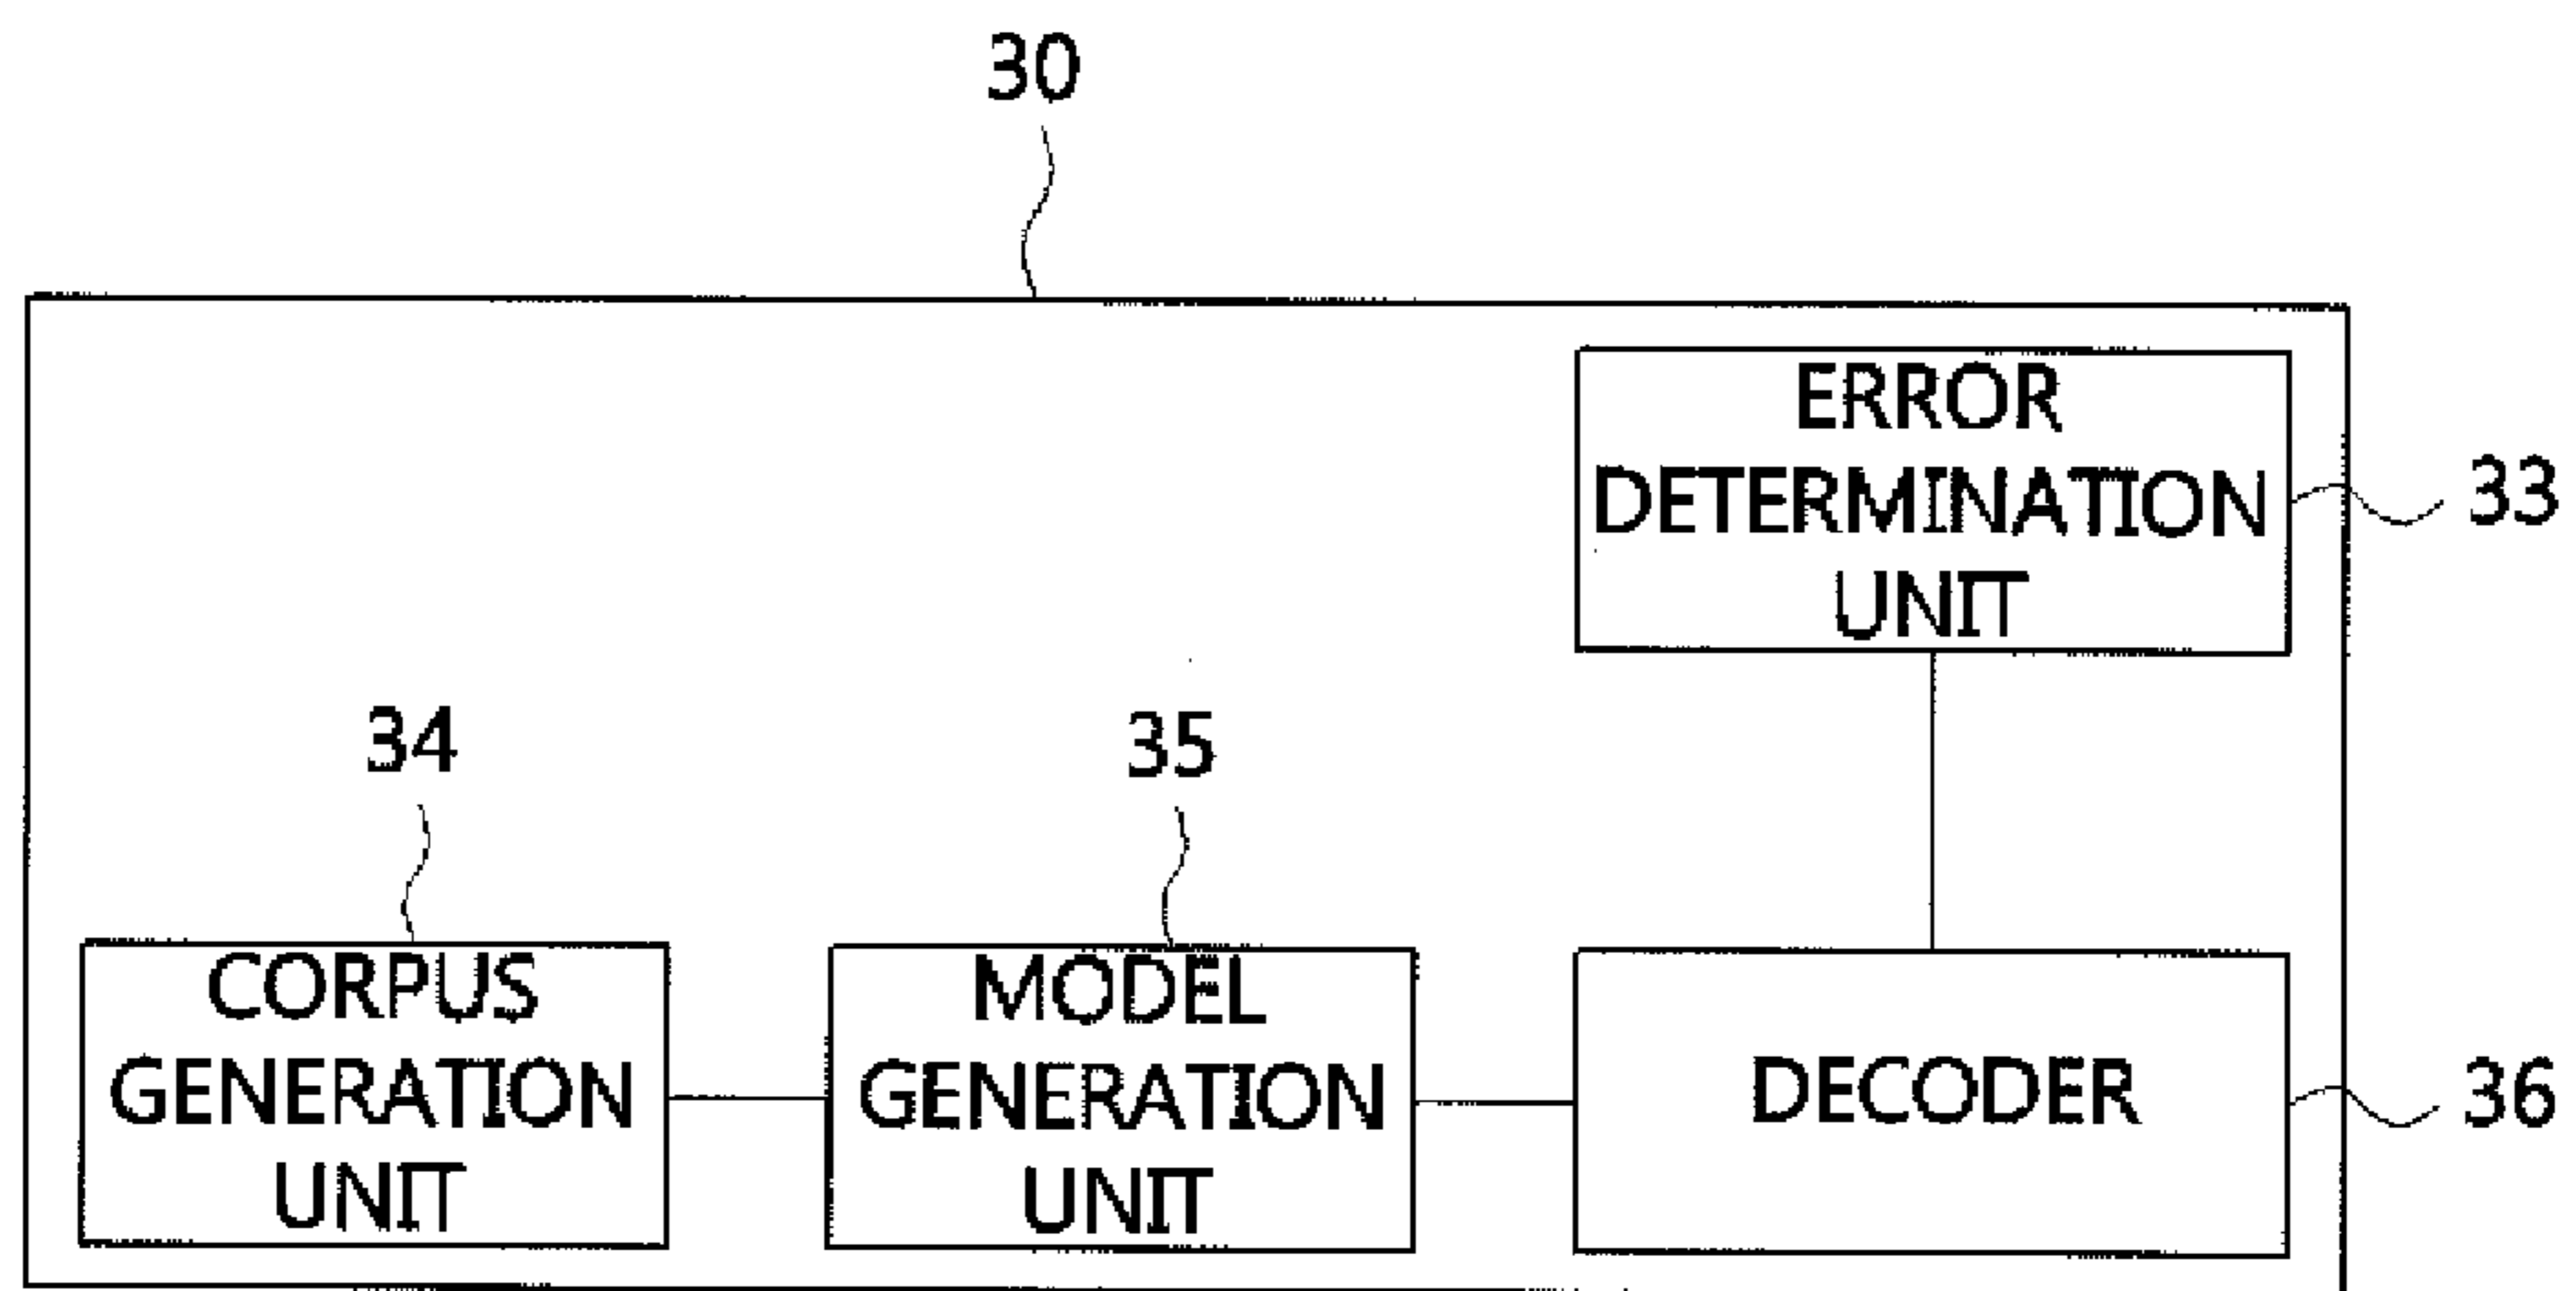 30
ERROR
DETERMINATION
UNIT
33
34
35
CORPUS
GENERATION
UNIT
MODEL
GENERATION
UNIT
DECODER
36